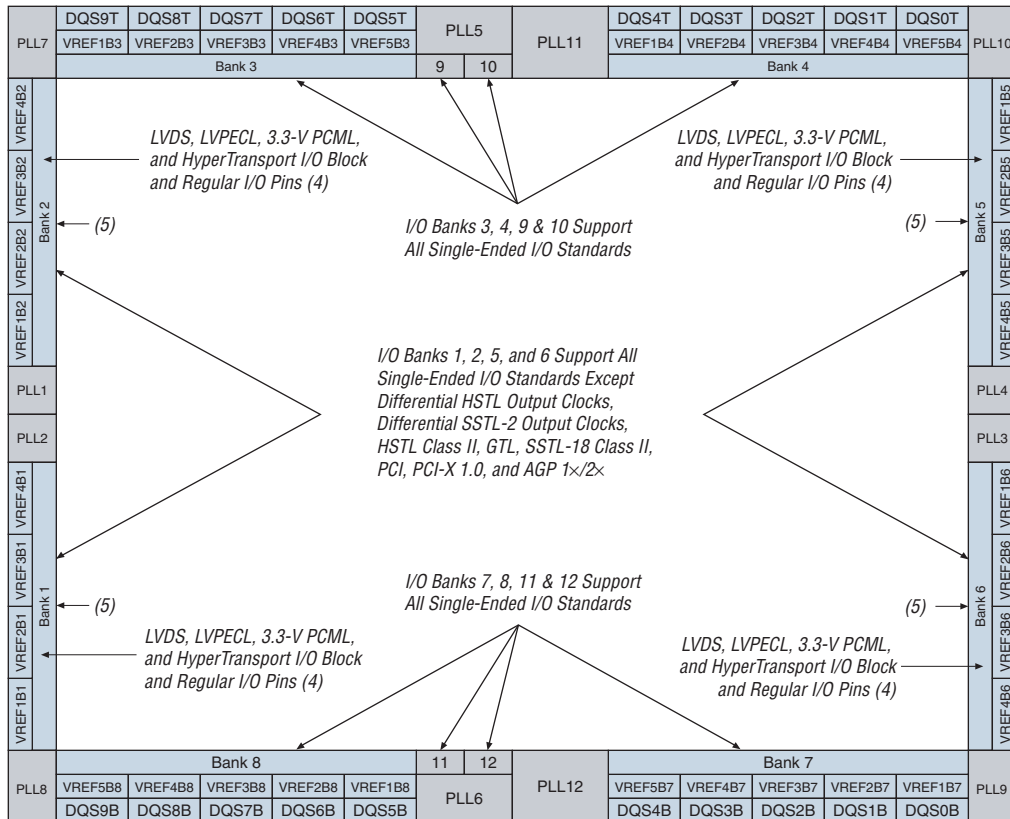 PLL7 DQS9T DQS8T DQS7T DQS6T DQS5T PLL5 PLL11 DQS4T DQS3T DQS2T DQS1T DQS0T PLL10
VREF1B3 VREF2B3 VREF3B3 VREF4B3 VREF5B3 VREF1B4 VREF2B4 VREF3B4 VREF4B4 VREF5B4
Bank 3 9 10 Bank 4
VREF4B2
VREF3B2
VREF2B2
VREF1B2
Bank 2
LVDS, LVPECL, 3.3-V PCML,
and HyperTransport I/O Block
and Regular I/O Pins (4)
(5)
LVDS, LVPECL, 3.3-V PCML,
and HyperTransport I/O Block
and Regular I/O Pins (4)
(5)
Bank 5
VREF1B5
VREF2B5
VREF3B5
VREF4B5
I/O Banks 3, 4, 9 & 10 Support
All Single-Ended I/O Standards
PLL1
PLL2
I/O Banks 1, 2, 5, and 6 Support All
Single-Ended I/O Standards Except
Differential HSTL Output Clocks,
Differential SSTL-2 Output Clocks,
HSTL Class II, GTL, SSTL-18 Class II,
PCI, PCI-X 1.0, and AGP 1×/2×
PLL4
PLL3
VREF4B1
VREF3B1
VREF2B1
VREF1B1
Bank 1
(5)
LVDS, LVPECL, 3.3-V PCML,
and HyperTransport I/O Block
and Regular I/O Pins (4)
I/O Banks 7, 8, 11 & 12 Support
All Single-Ended I/O Standards
(5)
LVDS, LVPECL, 3.3-V PCML,
and HyperTransport I/O Block
and Regular I/O Pins (4)
Bank 6
VREF1B6
VREF2B6
VREF3B6
VREF4B6
Bank 8 11 12 Bank 7
PLL8 VREF5B8 VREF4B8 VREF3B8 VREF2B8 VREF1B8 PLL6 PLL12 VREF5B7 VREF4B7 VREF3B7 VREF2B7 VREF1B7 PLL9
DQS9B DQS8B DQS7B DQS6B DQS5B DQS4B DQS3B DQS2B DQS1B DQS0B